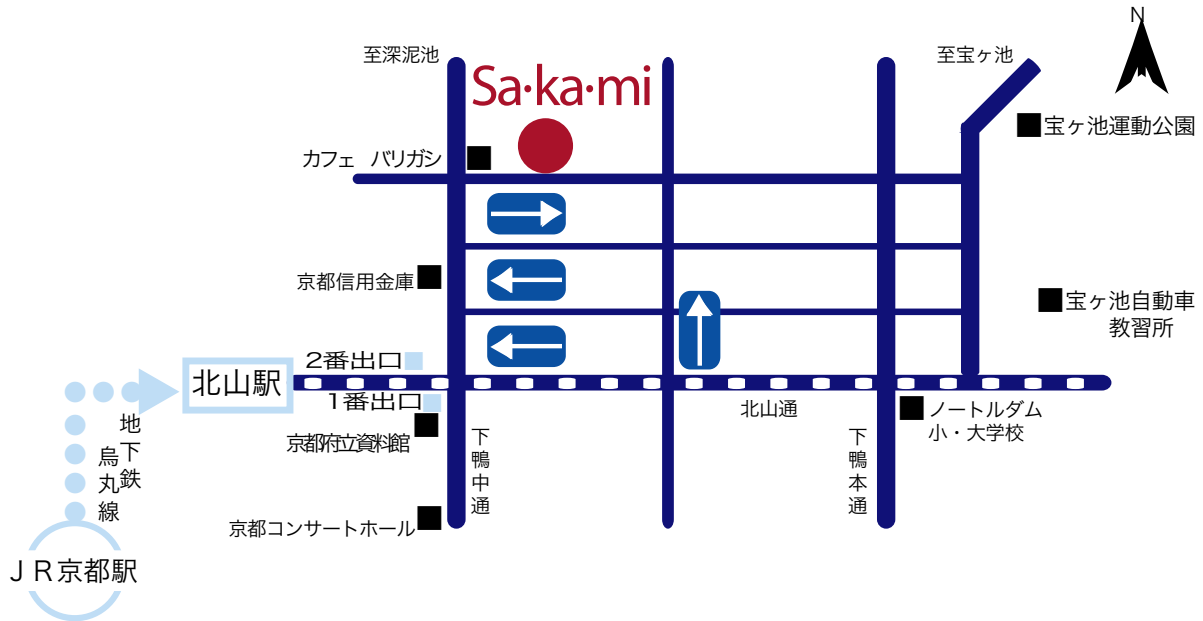 N
至深泥池
至宝ヶ池
Sa·ka·mi
宝ヶ池運動公園
カフェ　バリガシ
京都信用金庫
宝ヶ池自動車
教習所
2番出口
北山駅
1番出口
北山通
ノートルダム
小・大学校
京都府立資料館
下鴨中通
下鴨本通
地下鉄
烏丸線
京都コンサートホール
ＪＲ京都駅